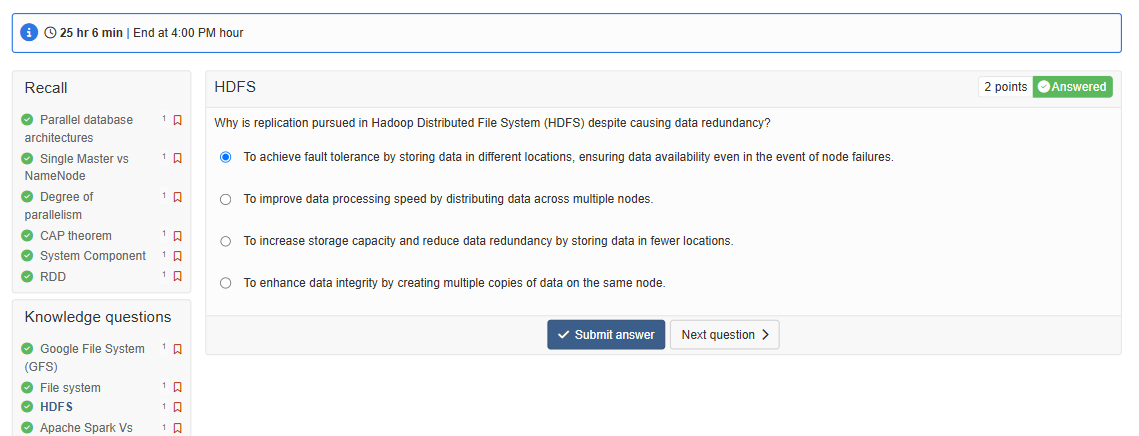 25 hr 6 min | End at 4:00 PM hour
Recall
Parallel database 1
architectures
Single Master vs 1
NameNode
Degree of 1
parallelism
CAP theorem 1
System Component 1
RDD 1
Knowledge questions
Google File System 1
(GFS)
File system 1
HDFS 1
Apache Spark Vs 1
HDFS
2 points Answered
Why is replication pursued in Hadoop Distributed File System (HDFS) despite causing data redundancy?
To achieve fault tolerance by storing data in different locations, ensuring data availability even in the event of node failures.
To improve data processing speed by distributing data across multiple nodes.
To increase storage capacity and reduce data redundancy by storing data in fewer locations.
To enhance data integrity by creating multiple copies of data on the same node.
Submit answer Next question